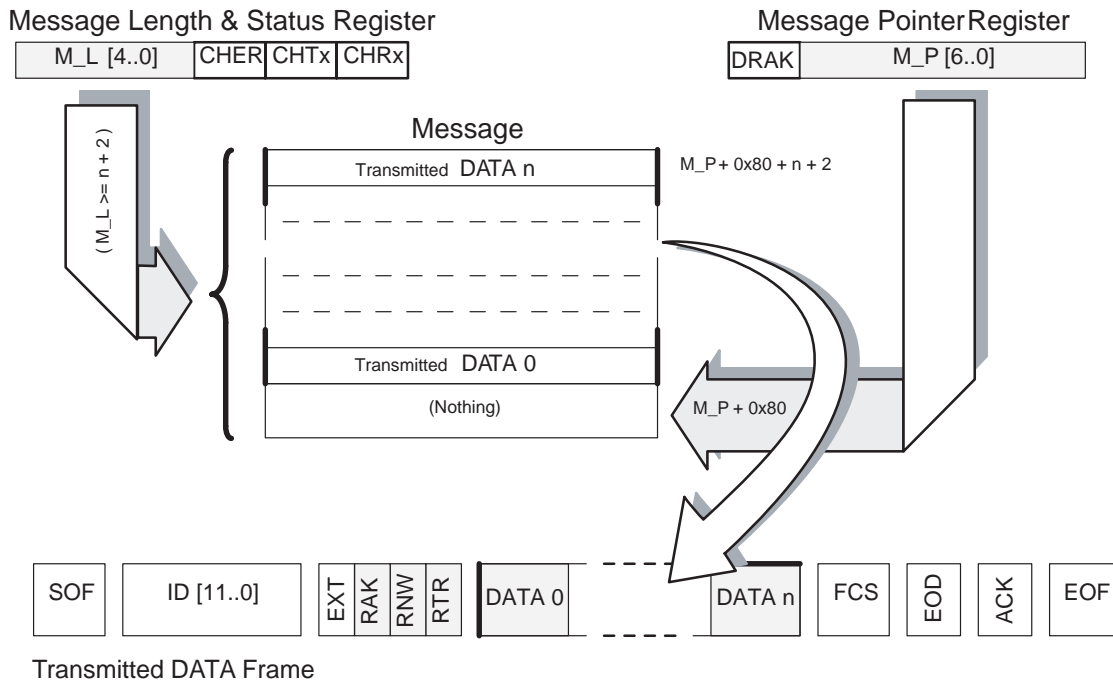 Message Length & Status Register
Message Pointer Register
M_L [4..0] CHER CHTx CHRx
DRAK M_P [6..0]
( M_L >= n + 2 )
Message
Transmitted DATA n
M_P + 0x80 + n + 2
Transmitted DATA 0
(Nothing)
M_P + 0x80
SOF ID [11..0] EXT RAK RNW RTR DATA 0 DATA n FCS EOD ACK EOF
Transmitted DATA Frame